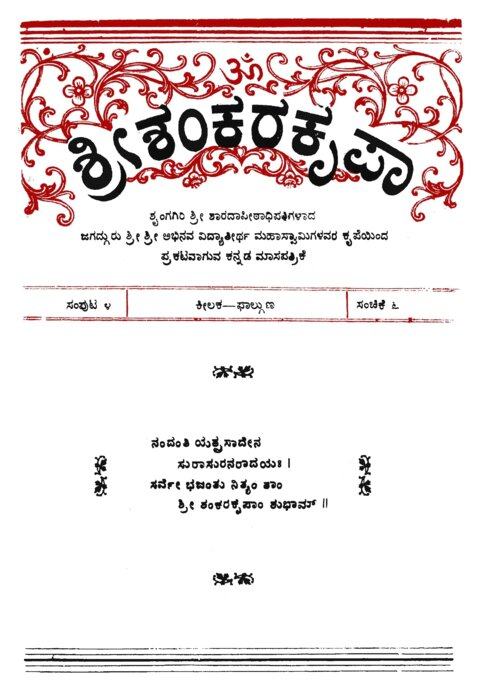 ॐ
ಶ್ರೀಶಂಕರಕೃಪಾ
ಶೃಂಗಗಿರಿ ಶ್ರೀ ಶಾರದಾಪೀಠಾಧಿಪತಿಗಳಾದ
ಜಗದ್ಗುರು ಶ್ರೀ ಶ್ರೀ ಅಭಿನವ ವಿದ್ಯಾತೀರ್ಥ ಮಹಾಸ್ವಾಮಿಗಳವರ ಕೃಪೆಯಿಂದ
ಪ್ರಕಟವಾಗುವ ಕನ್ನಡ ಮಾಸಪತ್ರಿಕೆ
ಸಂಪುಟ ೪ ಕೀಲಕ—ಫಾಲ್ಗುಣ ಸಂಚಿಕೆ ೬
ನಂದಂತಿ ಯತ್ಪ್ರಸಾದೇನ
ಸುರಾಸುರನರಾದಯಃ ।
ಸರ್ವೇ ಭಜಂತು ನಿತ್ಯಂ ತಾಂ
ಶ್ರೀ ಶಂಕರಕೃಪಾಂ ಶುಭಾಮ್ ॥